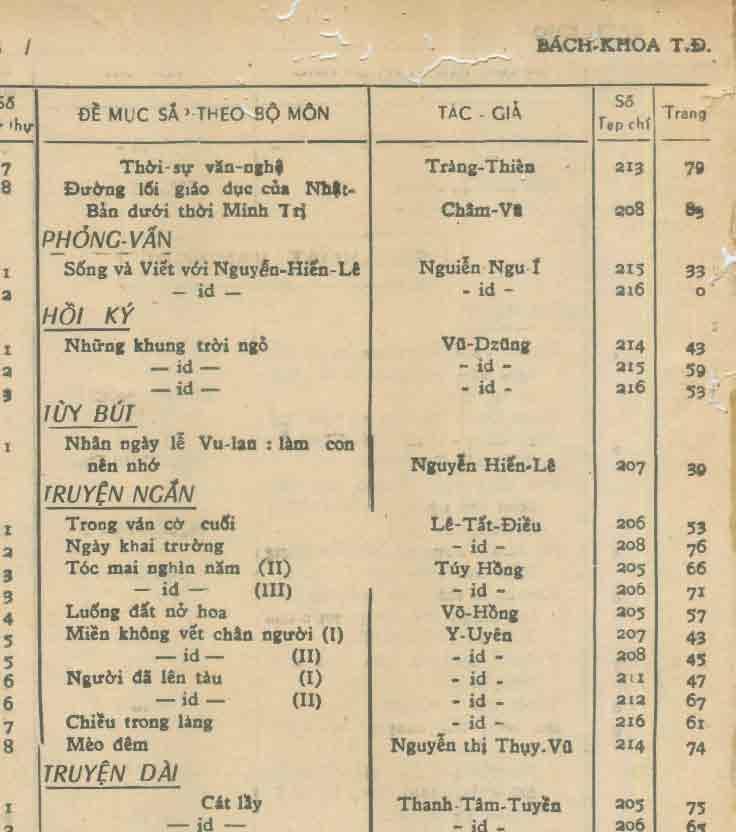 / BÁCH-KHOA T.Đ.
Số thự ĐỀ MỤC THEO BỘ MÔN TÁC - GIẢ Số Tạp chí Trang
7 Thời-sự văn-nghệ Tràng-Thiên 213 79
8 Đường lối giáo dục của Nhật-
Bản dưới thời Minh Trị Châm-Vũ 208
PHỎNG-VẤN
1 Sống và Viết với Nguyễn-Hiến-Lê Nguiễn Ngu Í 215 33
2 — id — - id - 216 0
HỒI KÝ
1 Những khung trời ngỏ Vũ-Dzũng 214 43
2 — id — - id - 215 59
3 — id — - id - 216 53
TÙY BÚT
1 Nhân ngày lễ Vu-lan : làm con
nên nhớ Nguyễn Hiến-Lê 207 39
TRUYỆN NGẮN
1 Trong ván cờ cuối Lê-Tất-Điều 206 53
2 Ngày khai trường - id - 208 76
3 Tóc mai nghìn năm (II) Túy Hồng 205 66
3 — id — (III) - id - 206 71
4 Luống đất nở hoa Võ-Hồng 205 57
5 Miền không vết chân người (I) Y-Uyên 207 43
5 — id — (II) - id - 208 45
6 Người đã lên tàu (I) - id - 211 47
6 — id — (II) - id - 212 67
7 Chiều trong làng - id - 216 61
8 Mèo đêm Nguyễn thị Thụy.Vũ 214 74
TRUYỆN DÀI
1 Cát lầy Thanh-Tâm-Tuyền 205 75
— id — - id - 206 65